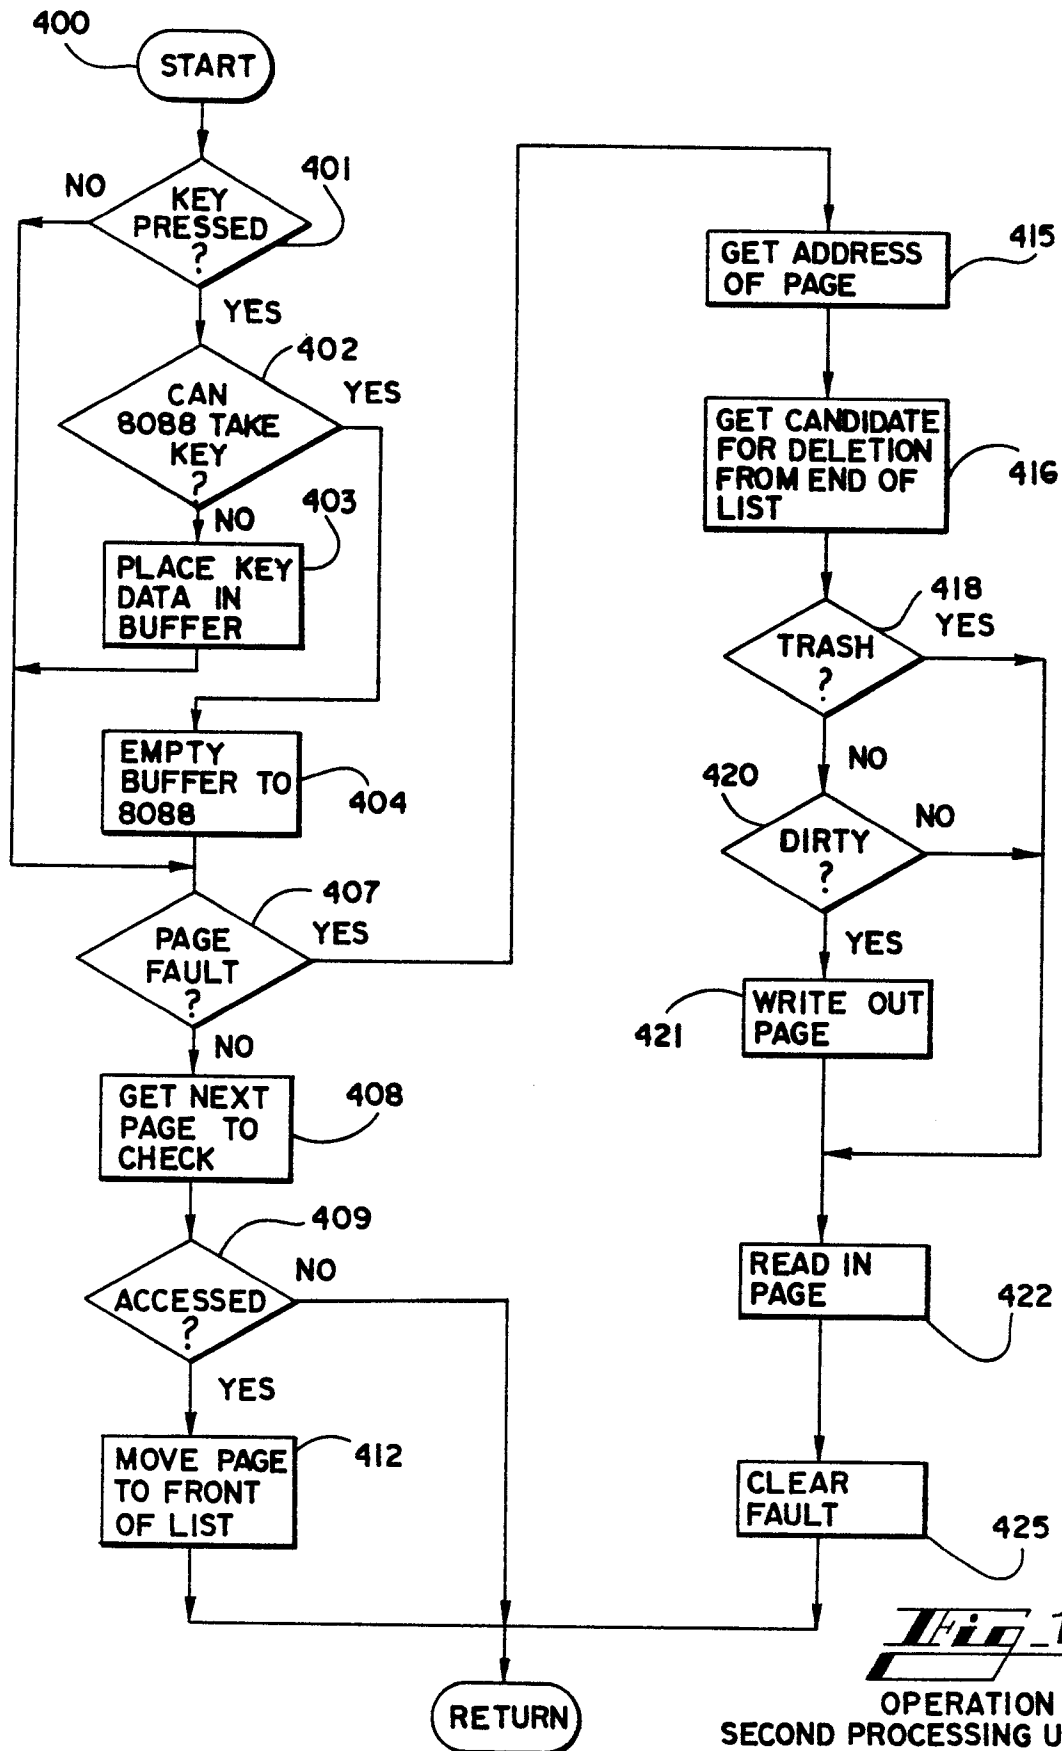 400
START
NO
KEY
PRESSED
?
401
YES
402
CAN
8088 TAKE
KEY
?
YES
NO
403
PLACE KEY
DATA IN
BUFFER
EMPTY
BUFFER TO
8088
404
407
PAGE
FAULT
?
YES
NO
GET NEXT
PAGE TO
CHECK
408
409
ACCESSED
?
NO
YES
MOVE PAGE
TO FRONT
OF LIST
412
GET ADDRESS
OF PAGE
415
GET CANDIDATE
FOR DELETION
FROM END OF
LIST
416
418
TRASH
?
YES
NO
420
DIRTY
?
NO
YES
421
WRITE OUT
PAGE
READ IN
PAGE
422
CLEAR
FAULT
425
RETURN
Fig_1
OPERATION
SECOND PROCESSING U